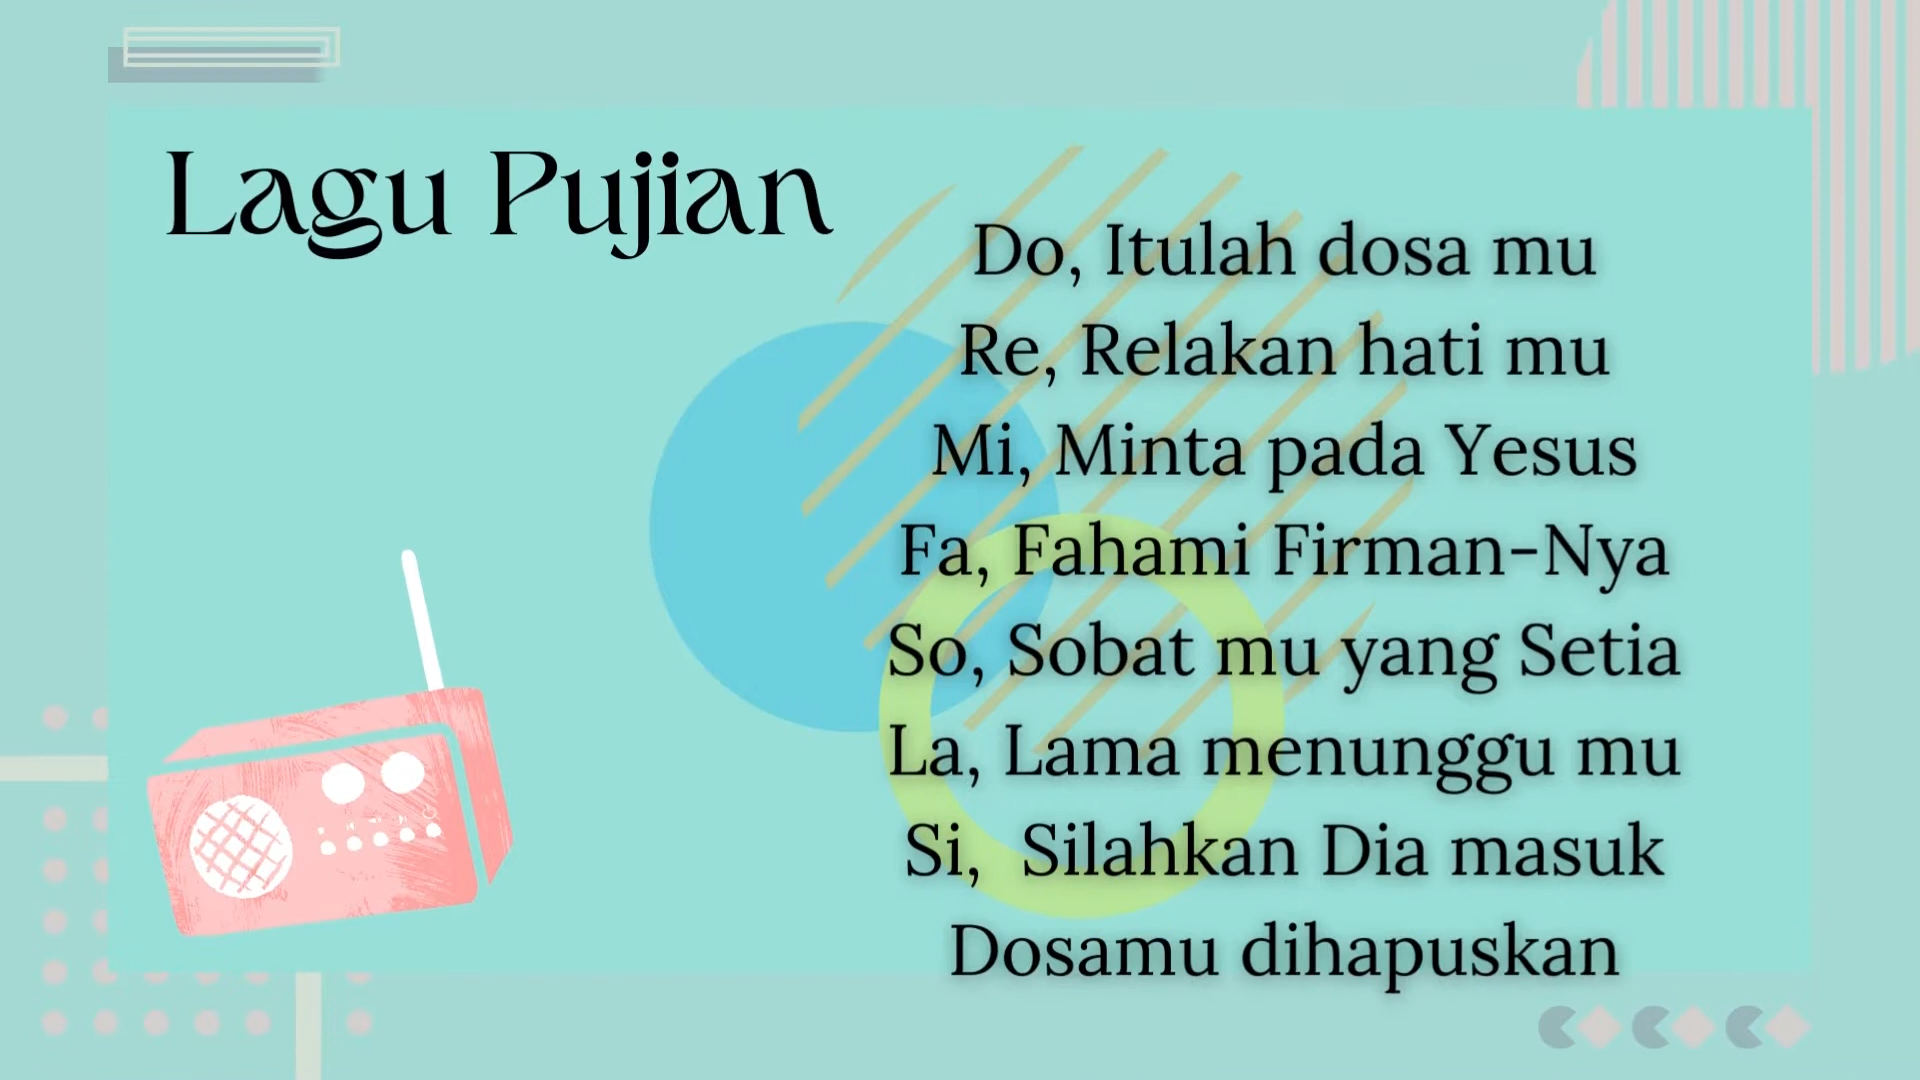 Lagu Pujian
Do, Itulah dosa mu
Re, Relakan hati mu
Mi, Minta pada Yesus
Fa, Fahami Firman-Nya
So, Sobat mu yang Setia
La, Lama menunggu mu
Si,  Silahkan Dia masuk
Dosamu dihapuskan